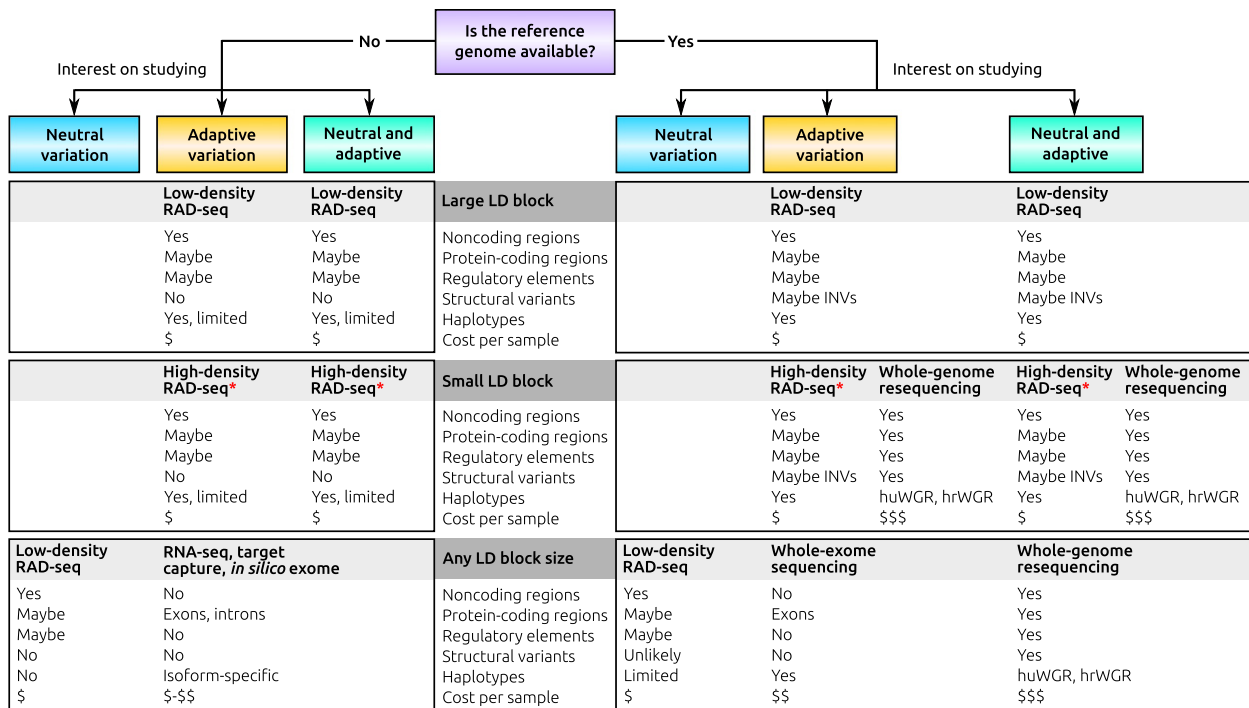 Is the reference
genome available?
No
Yes
Interest on studying
Interest on studying
Neutral
variation
Adaptive
variation
Neutral and
adaptive
Neutral
variation
Adaptive
variation
Neutral and
adaptive
Low-density
RAD-seq
Low-density
RAD-seq
Large LD block
Low-density
RAD-seq
Low-density
RAD-seq
Yes Yes Noncoding regions Yes Yes
Maybe Maybe Protein-coding regions Maybe Maybe
Maybe Maybe Regulatory elements Maybe Maybe
No No Structural variants Maybe INVs Maybe INVs
Yes, limited Yes, limited Haplotypes Yes Yes
$ $ Cost per sample $ $
High-density
RAD-seq*
High-density
RAD-seq*
Small LD block
High-density
RAD-seq*
Whole-genome
resequencing
High-density
RAD-seq*
Whole-genome
resequencing
Yes Yes Noncoding regions Yes Yes Yes Yes
Maybe Maybe Protein-coding regions Maybe Yes Maybe Yes
Maybe Maybe Regulatory elements Maybe Yes Maybe Yes
No No Structural variants Maybe INVs Yes Maybe INVs Yes
Yes, limited Yes, limited Haplotypes Yes huWGR, hrWGR Yes huWGR, hrWGR
$ $ Cost per sample $ $$$ $ $$$
Low-density
RAD-seq
RNA-seq, target
capture, in silico exome
Any LD block size
Low-density
RAD-seq
Whole-exome
sequencing
Whole-genome
resequencing
Yes No Noncoding regions Yes No Yes
Maybe Exons, introns Protein-coding regions Maybe Exons Yes
Maybe No Regulatory elements Maybe No Yes
No No Structural variants Unlikely No Yes
No Isoform-specific Haplotypes Limited Yes huWGR, hrWGR
$ $-$$ Cost per sample $ $$ $$$